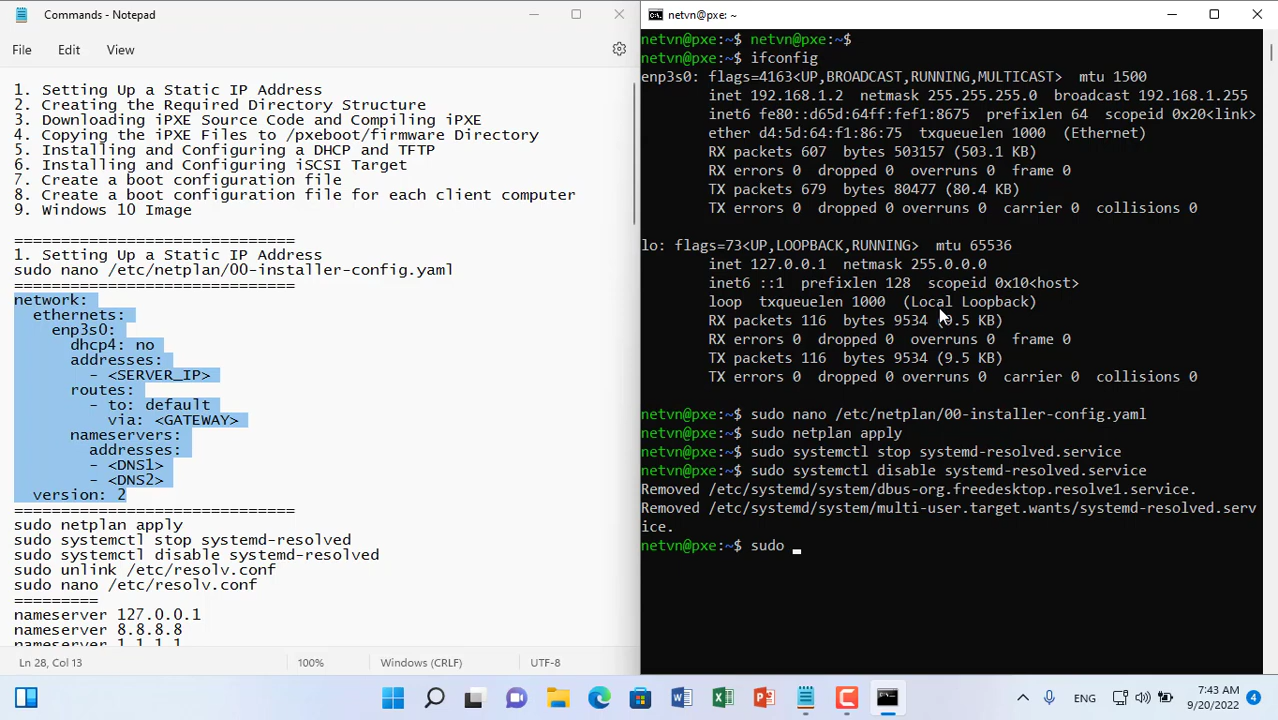 Commands - Notepad
File Edit View
1. Setting Up a Static IP Address
2. Creating the Required Directory Structure
3. Downloading iPXE Source Code and Compiling iPXE
4. Copying the iPXE Files to /pxeboot/firmware Directory
5. Installing and Configuring a DHCP and TFTP
6. Installing and Configuring iSCSI Target
7. Create a boot configuration file
8. Create a boot configuration file for each client computer
9. Windows 10 Image
==============================
1. Setting Up a Static IP Address
sudo nano /etc/netplan/00-installer-config.yaml
==============================
network:
  ethernets:
    enp3s0:
      dhcp4: no
      addresses:
        - <SERVER_IP>
      routes:
        - to: default
          via: <GATEWAY>
      nameservers:
        addresses:
        - <DNS1>
        - <DNS2>
  version: 2
==============================
sudo netplan apply
sudo systemctl stop systemd-resolved
sudo systemctl disable systemd-resolved
sudo unlink /etc/resolv.conf
sudo nano /etc/resolv.conf
=========
nameserver 127.0.0.1
nameserver 8.8.8.8
nameserver 1.1.1.1
Ln 28, Col 13 100% Windows (CRLF) UTF-8
netvn@pxe: ~
netvn@pxe:~$ netvn@pxe:~$
netvn@pxe:~$ ifconfig
enp3s0: flags=4163<UP,BROADCAST,RUNNING,MULTICAST>  mtu 1500
        inet 192.168.1.2  netmask 255.255.255.0  broadcast 192.168.1.255
        inet6 fe80::d65d:64ff:fef1:8675  prefixlen 64  scopeid 0x20<link>
        ether d4:5d:64:f1:86:75  txqueuelen 1000  (Ethernet)
        RX packets 607  bytes 503157 (503.1 KB)
        RX errors 0  dropped 0  overruns 0  frame 0
        TX packets 679  bytes 80477 (80.4 KB)
        TX errors 0  dropped 0 overruns 0  carrier 0  collisions 0
lo: flags=73<UP,LOOPBACK,RUNNING>  mtu 65536
        inet 127.0.0.1  netmask 255.0.0.0
        inet6 ::1  prefixlen 128  scopeid 0x10<host>
        loop  txqueuelen 1000  (Local Loopback)
        RX packets 116  bytes 9534 (9.5 KB)
        RX errors 0  dropped 0  overruns 0  frame 0
        TX packets 116  bytes 9534 (9.5 KB)
        TX errors 0  dropped 0 overruns 0  carrier 0  collisions 0
netvn@pxe:~$ sudo nano /etc/netplan/00-installer-config.yaml
netvn@pxe:~$ sudo netplan apply
netvn@pxe:~$ sudo systemctl stop systemd-resolved.service
netvn@pxe:~$ sudo systemctl disable systemd-resolved.service
Removed /etc/systemd/system/dbus-org.freedesktop.resolve1.service.
Removed /etc/systemd/system/multi-user.target.wants/systemd-resolved.serv
ice.
netvn@pxe:~$ sudo
ENG
7:43 AM
9/20/2022
4